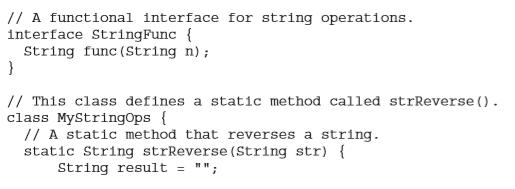 // A functional interface for string operations.
interface StringFunc {
  String func(String n);
}

// This class defines a static method called strReverse().
class MyStringOps {
  // A static method that reverses a string.
  static String strReverse(String str) {
      String result = "";